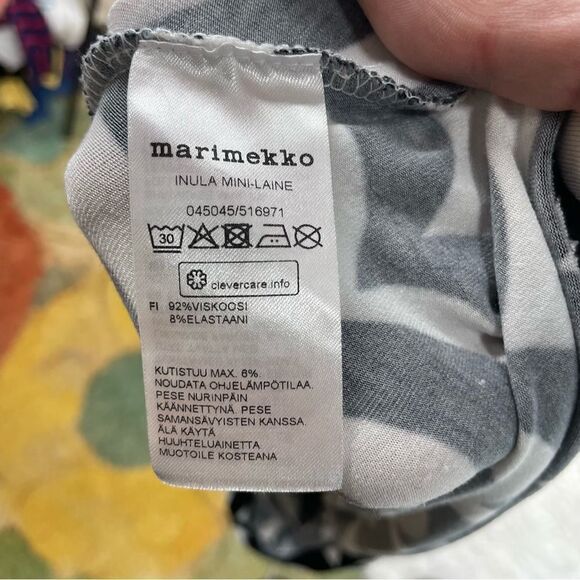 marimekko
INULA MINI-LAINE
045045/516971
30
clevercare.info
FI 92%VISKOOSI
8%ELASTAANI
KUTISTUU MAX. 6%.
NOUDATA OHJELÄMPÖTILAA.
PESE NURINPÄIN
KÄÄNNETTYNÄ. PESE
SAMANSÄVYISTEN KANSSA.
ÄLÄ KÄYTÄ
HUUHTELUAINETTA
MUOTOILE KOSTEANA